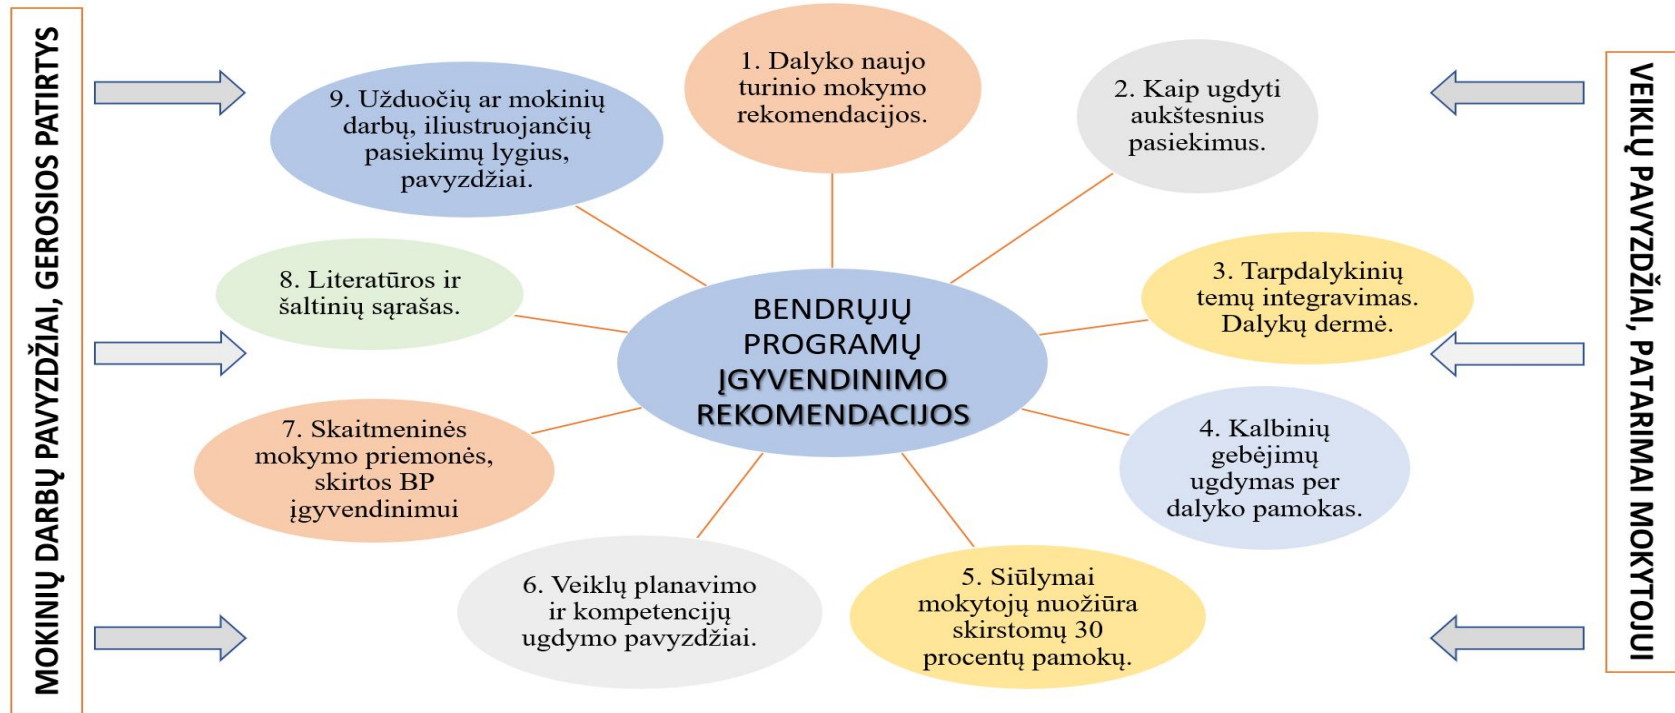 MOKINIŲ DARBŲ PAVYZDŽIAI, GEROSIOS PATIRTYS
1. Dalyko naujo
turinio mokymo
rekomendacijos.
2. Kaip ugdyti
aukštesnius
pasiekimus.
3. Tarpdalykinių
temų integravimas.
Dalykų dermė.
4. Kalbinių
gebėjimų
ugdymas per
dalyko pamokas.
5. Siūlymai
mokytojų nuožiūra
skirstomų 30
procentų pamokų.
6. Veiklų planavimo
ir kompetencijų
ugdymo pavyzdžiai.
7. Skaitmeninės
mokymo priemonės,
skirtos BP
įgyvendinimui
8. Literatūros ir
šaltinių sąrašas.
9. Užduočių ar mokinių
darbų, iliustruojančių
pasiekimų lygius,
pavyzdžiai.
BENDRŲJŲ
PROGRAMŲ
ĮGYVENDINIMO
REKOMENDACIJOS
VEIKLŲ PAVYZDŽIAI, PATARIMAI MOKYTOJUI